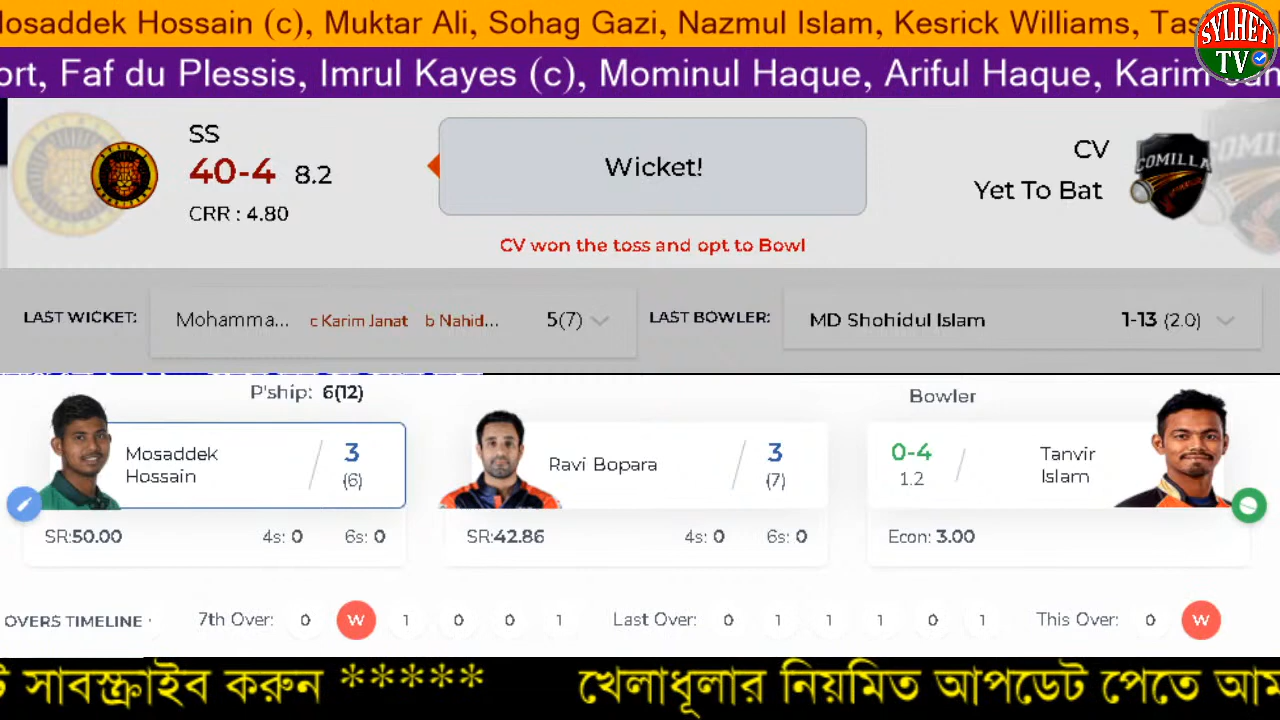 Mosaddek Hossain (c), Muktar Ali, Sohag Gazi, Nazmul Islam, Kesrick Williams, Tas
SYLHET
TV
ort, Faf du Plessis, Imrul Kayes (c), Mominul Haque, Ariful Haque, Karim Jan
SS
40-4 8.2
CRR : 4.80
Wicket!
CV won the toss and opt to Bowl
CV
Yet To Bat
COMILLA
LAST WICKET: Mohamma... c Karim Janat b Nahid... 5(7)
LAST BOWLER: MD Shohidul Islam 1-13 (2.0)
P'ship: 6(12)
Bowler
Mosaddek Hossain 3 (6)
Ravi Bopara 3 (7)
0-4 1.2 Tanvir Islam
SR:50.00 4s: 0 6s: 0
SR:42.86 4s: 0 6s: 0
Econ: 3.00
OVERS TIMELINE 7th Over: 0 W 1 0 0 1 Last Over: 0 1 1 1 0 1 This Over: 0 W
সাবস্ক্রাইব করুন ***** খেলাধূলার নিয়মিত আপডেট পেতে আম